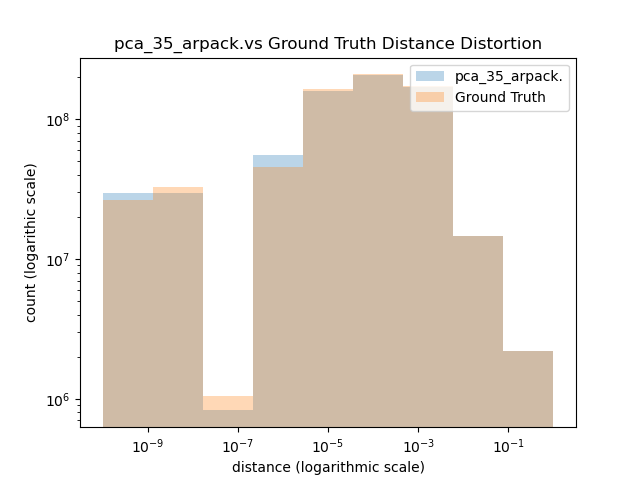 pca_35_arpack.vs Ground Truth Distance Distortion
pca_35_arpack.
Ground Truth
count (logarithic scale)
10^8
10^7
10^6
10^-9
10^-7
10^-5
10^-3
10^-1
distance (logarithmic scale)